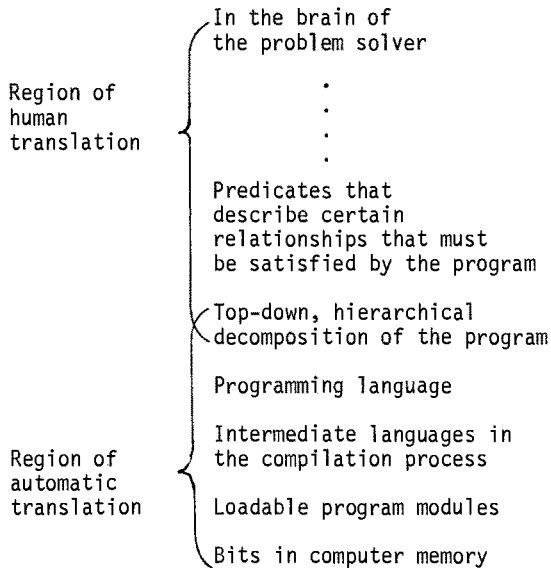 In the brain of
the problem solver
Region of
human
translation
.
.
.
.
Predicates that
describe certain
relationships that must
be satisfied by the program
Top-down, hierarchical
decomposition of the program
Programming language
Intermediate languages in
the compilation process
Region of
automatic
translation
Loadable program modules
Bits in computer memory